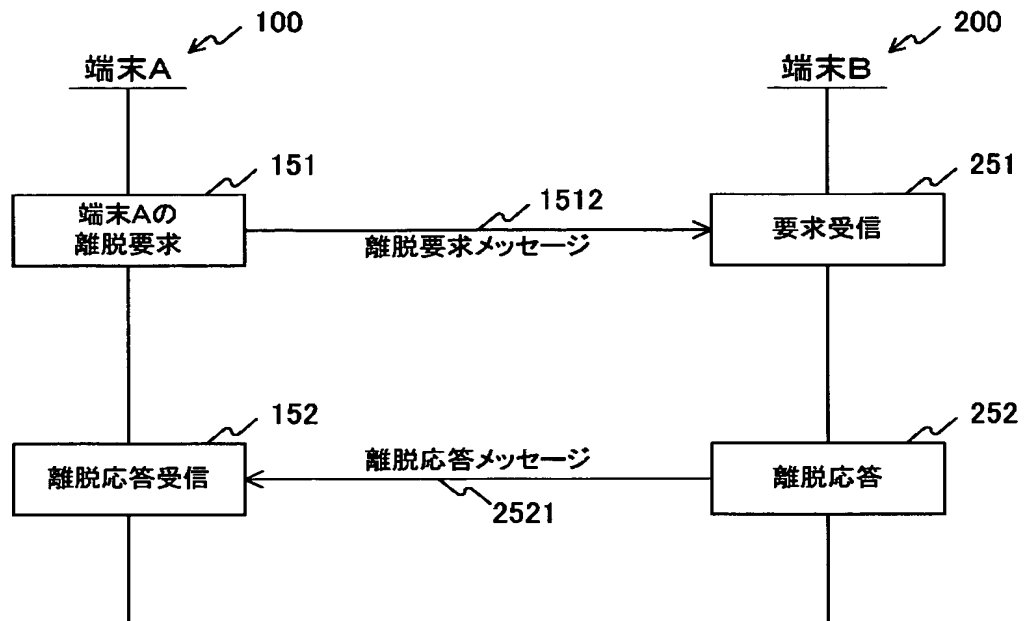 100
端末A
200
端末B
151
端末Aの
離脱要求
1512
離脱要求メッセージ
251
要求受信
152
離脱応答受信
離脱応答メッセージ
2521
252
離脱応答